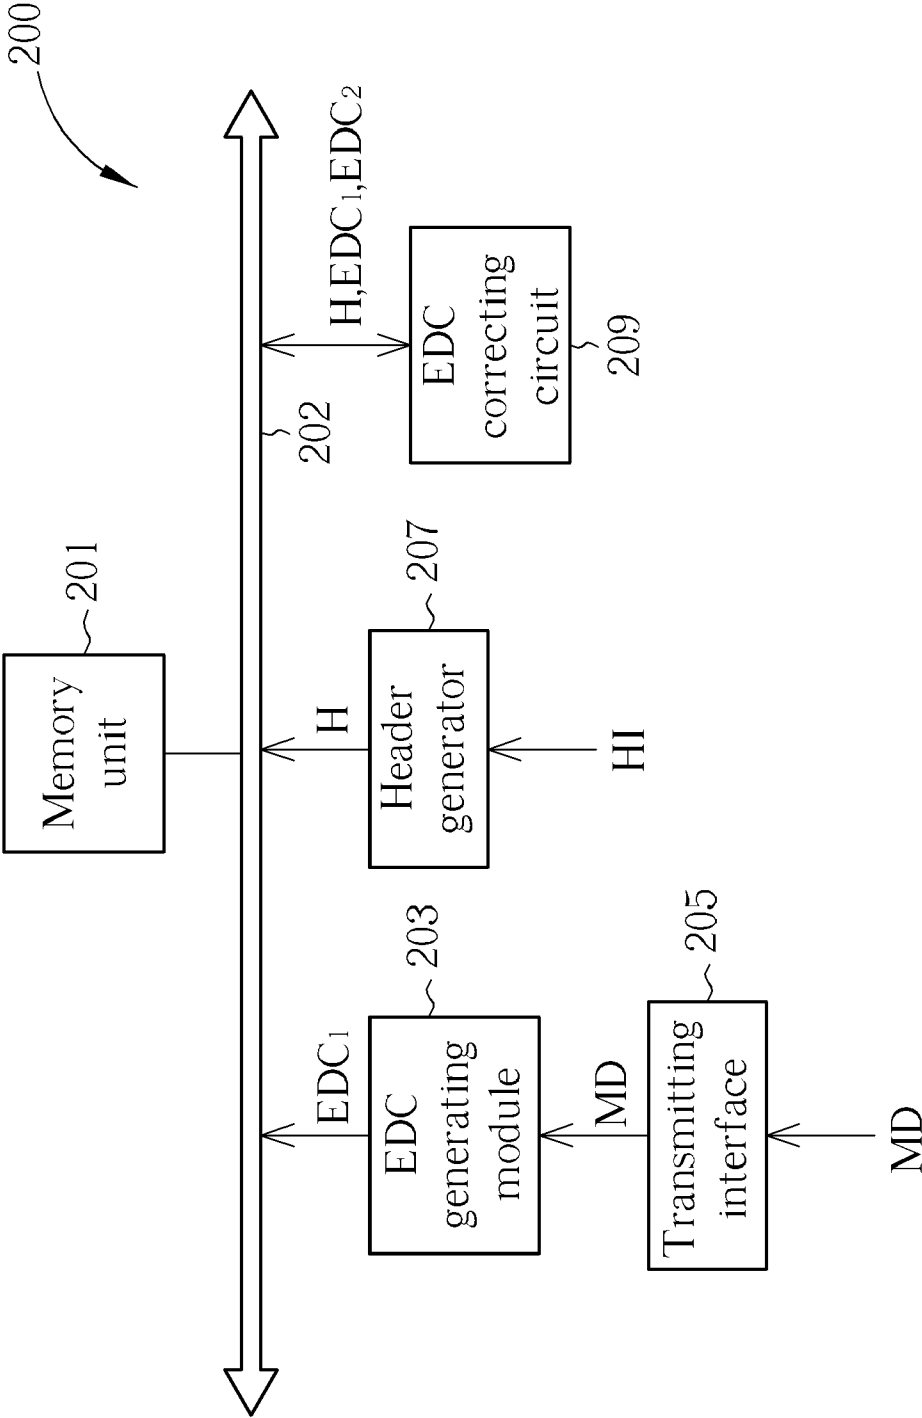 200
Memory
unit
201
202
EDC₁
H
H,EDC₁,EDC₂
EDC
generating
module
203
Header
generator
207
EDC
correcting
circuit
209
MD
HI
Transmitting
interface
205
MD